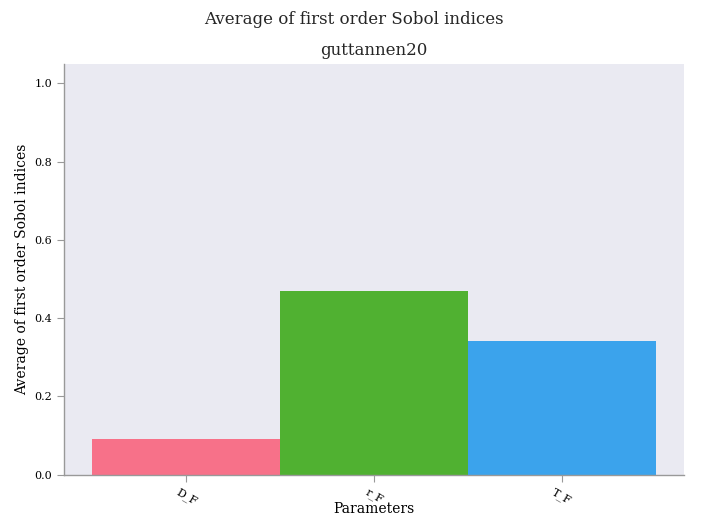 Average of first order Sobol indices
guttannen20
Average of first order Sobol indices
1.0
0.8
0.6
0.4
0.2
0.0
D_F
r_F
T_F
Parameters